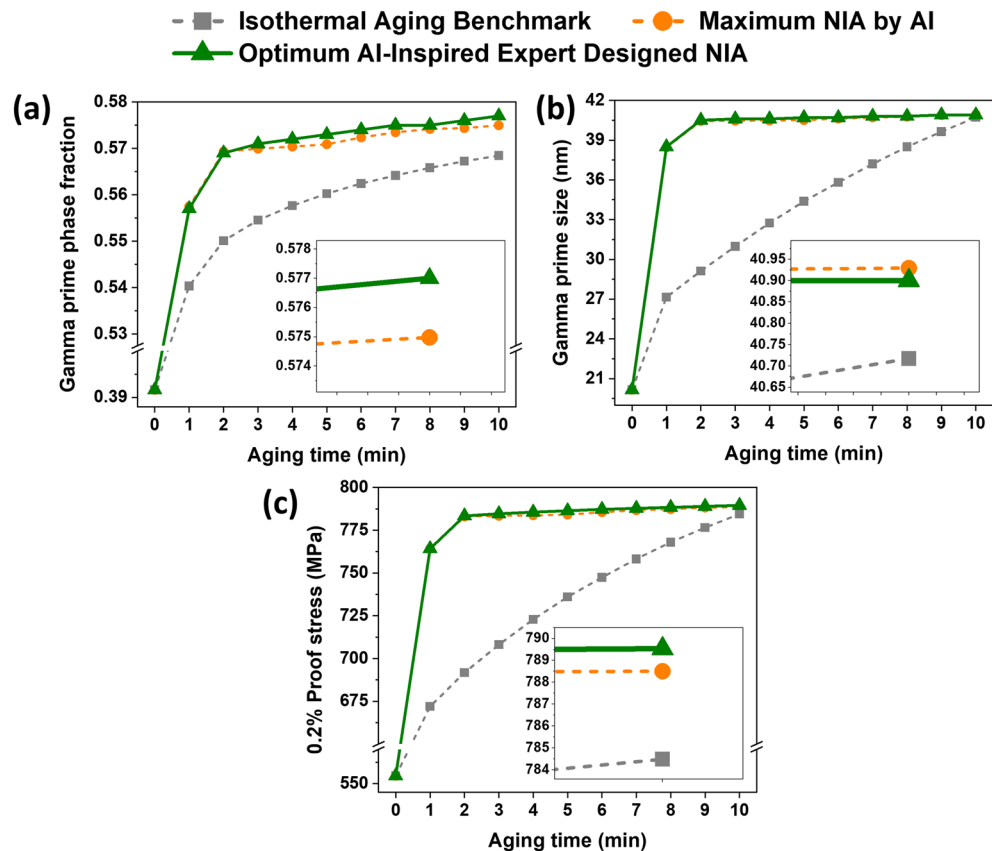 Isothermal Aging Benchmark
Maximum NIA by AI
Optimum AI-Inspired Expert Designed NIA
(a)
Gamma prime phase fraction
0.58
0.57
0.56
0.55
0.54
0.53
0.39
0.578
0.577
0.576
0.575
0.574
0 1 2 3 4 5 6 7 8 9 10
Aging time (min)
(b)
Gamma prime size (nm)
42
39
36
33
30
27
24
21
40.95
40.90
40.85
40.80
40.75
40.70
40.65
0 1 2 3 4 5 6 7 8 9 10
Aging time (min)
(c)
0.2% Proof stress (MPa)
800
775
750
725
700
675
550
790
789
788
787
786
785
784
0 1 2 3 4 5 6 7 8 9 10
Aging time (min)